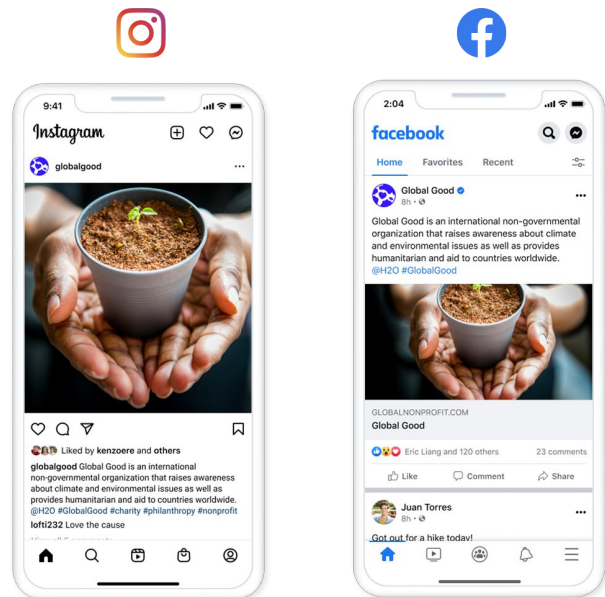 9:41
Instagram
globalgood
Liked by kenzoere and others
globalgood Global Good is an international
non-governmental organization that raises awareness
about climate and environmental issues as well as
provides humanitarian and aid to countries worldwide.
@H2O #GlobalGood #charity #philanthropy #nonprofit
lofti232 Love the cause
2:04
facebook
Home Favorites Recent
Global Good
8h
Global Good is an international non-governmental
organization that raises awareness about climate
and environmental issues as well as provides
humanitarian and aid to countries worldwide.
@H2O #GlobalGood
GLOBALNONPROFIT.COM
Global Good
Eric Liang and 120 others 23 comments
Like Comment Share
Juan Torres
8h
Got out for a hike today!